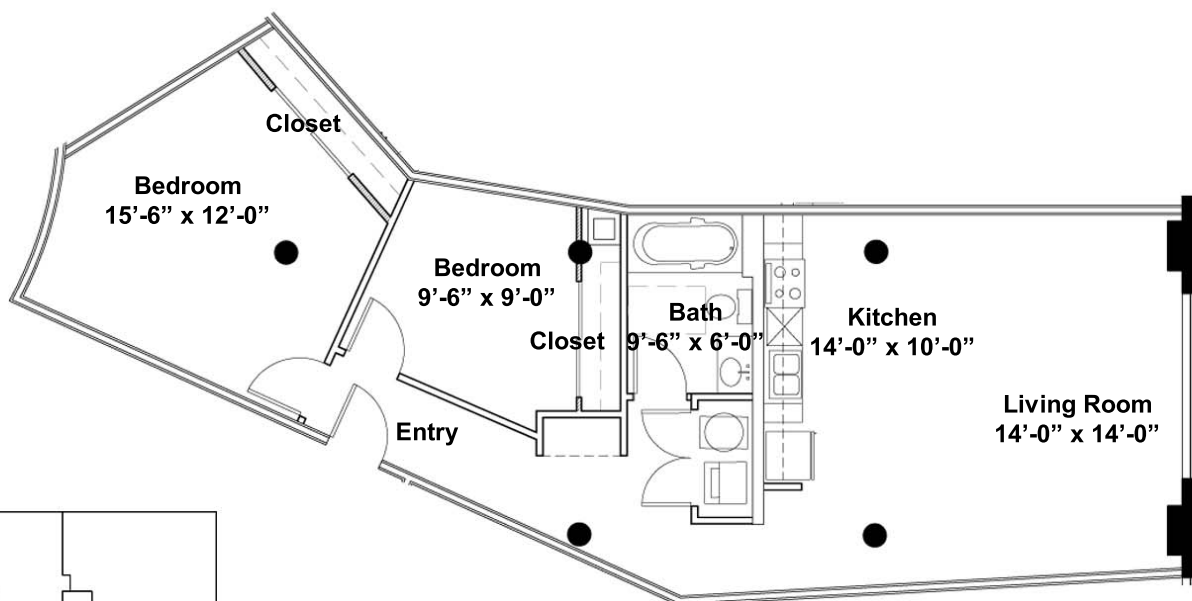 Closet
Bedroom
15’-6” x 12’-0”
Bedroom
9’-6” x 9’-0”
Closet
Bath
9’-6” x 6’-0”
Kitchen
14’-0” x 10’-0”
Living Room
14’-0” x 14’-0”
Entry